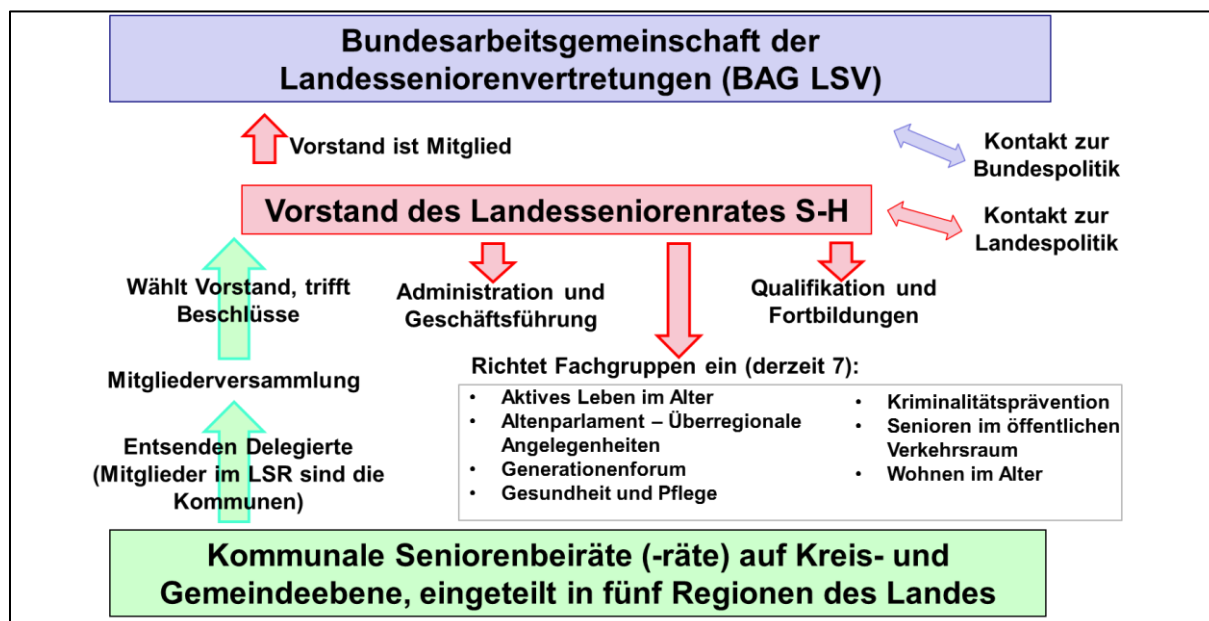 Bundesarbeitsgemeinschaft der
Landesseniorenvertretungen (BAG LSV)
Vorstand ist Mitglied
Kontakt zur
Bundespolitik
Vorstand des Landesseniorenrates S-H
Kontakt zur
Landespolitik
Wählt Vorstand, trifft
Beschlüsse
Administration und
Geschäftsführung
Qualifikation und
Fortbildungen
Mitgliederversammlung
Richtet Fachgruppen ein (derzeit 7):
• Aktives Leben im Alter
• Altenparlament – Überregionale
Angelegenheiten
• Generationenforum
• Gesundheit und Pflege
• Kriminalitätsprävention
• Senioren im öffentlichen
Verkehrsraum
• Wohnen im Alter
Entsenden Delegierte
(Mitglieder im LSR sind die
Kommunen)
Kommunale Seniorenbeiräte (-räte) auf Kreis- und
Gemeindeebene, eingeteilt in fünf Regionen des Landes